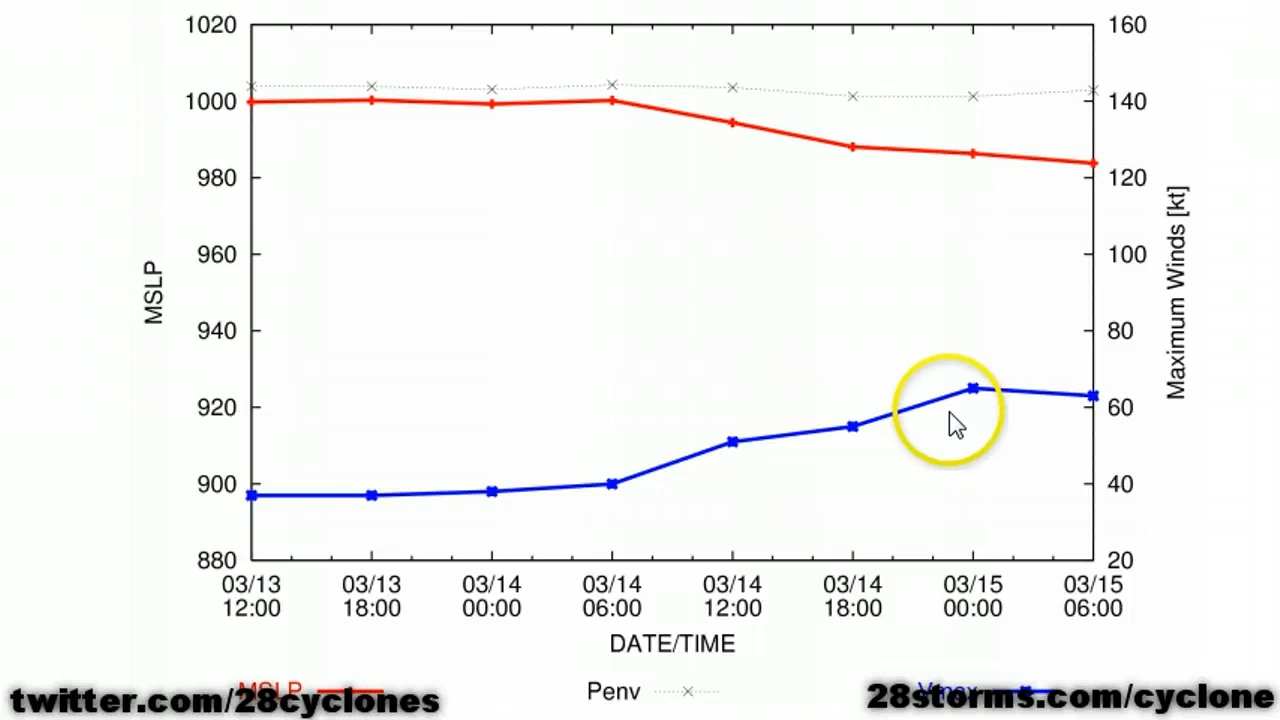 1020
1000
980
960
940
920
900
880
MSLP
160
140
120
100
80
60
40
20
Maximum Winds [kt]
03/13 03/13 03/14 03/14 03/14 03/14 03/15 03/15
12:00 18:00 00:00 06:00 12:00 18:00 00:00 06:00
DATE/TIME
MSLP Penv Vmax
twitter.com/28cyclones 28storms.com/cyclone